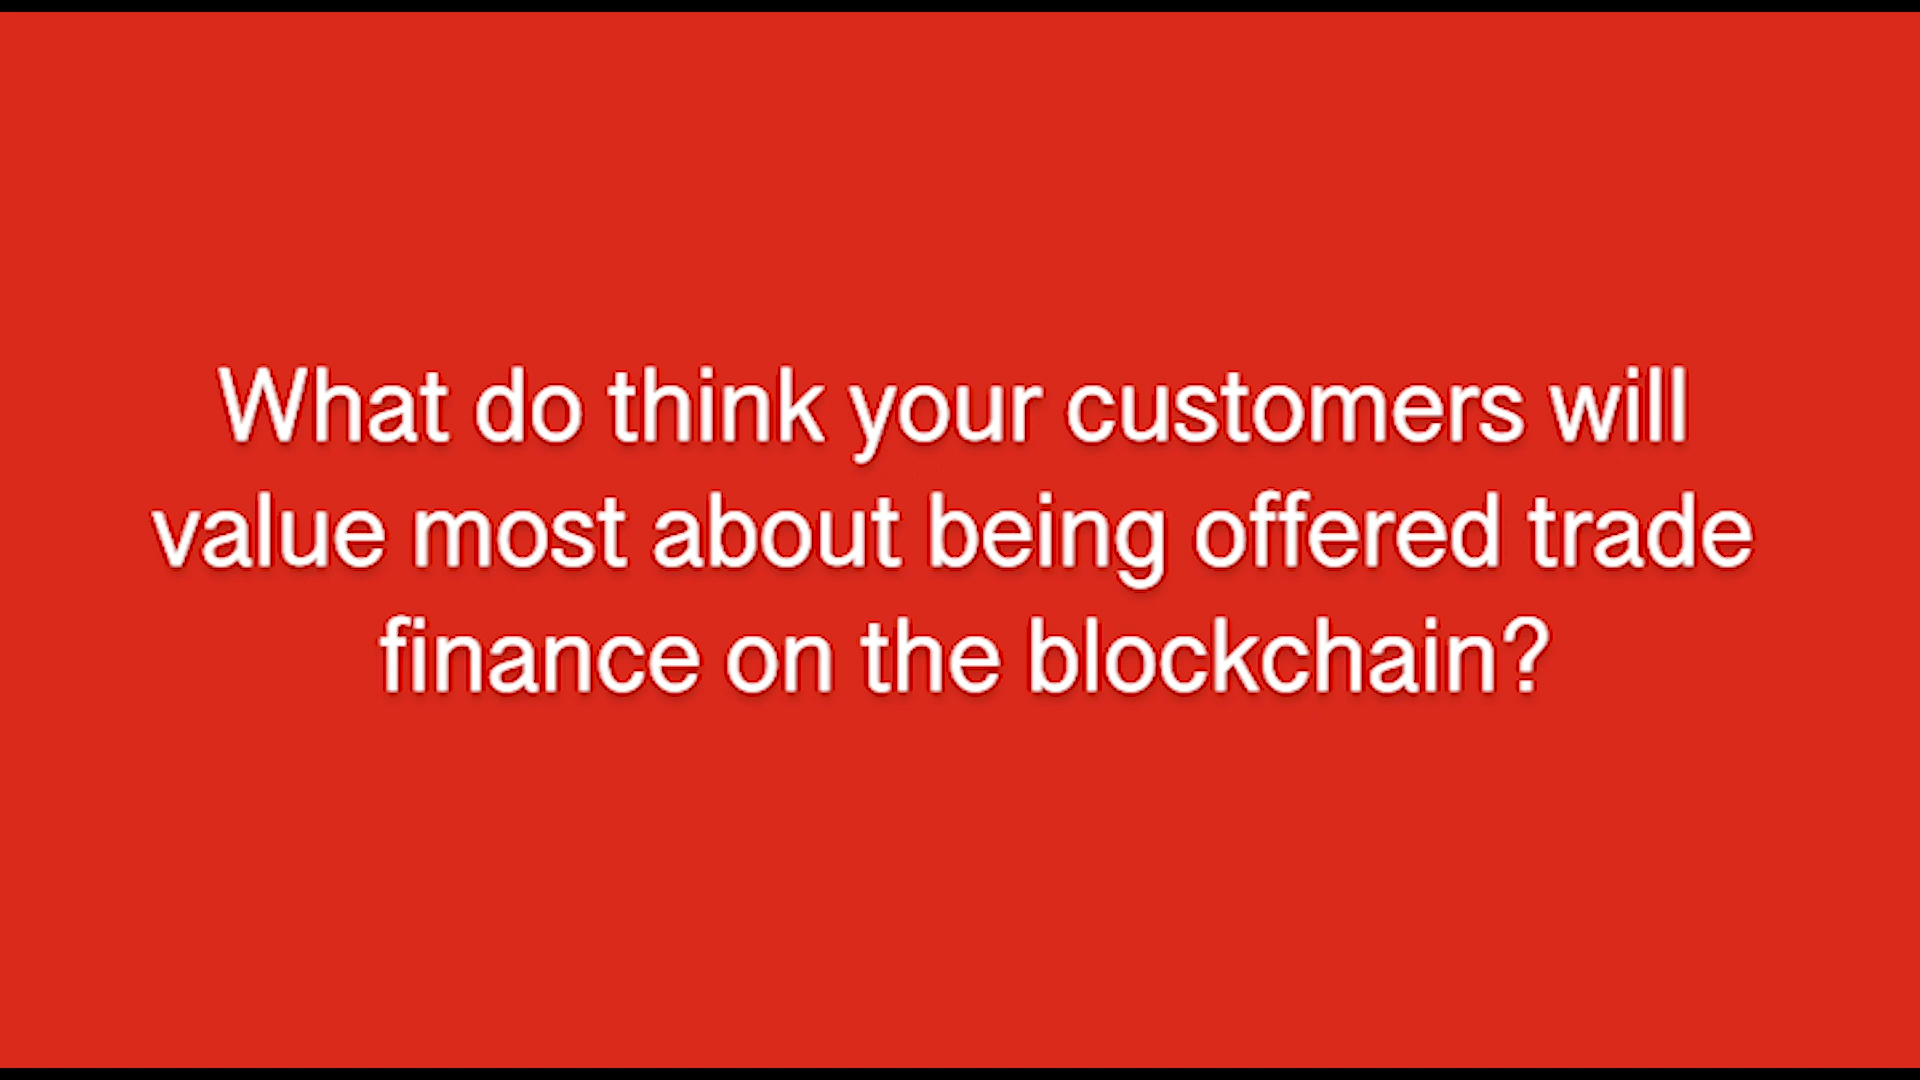 What do think your customers will
value most about being offered trade
finance on the blockchain?